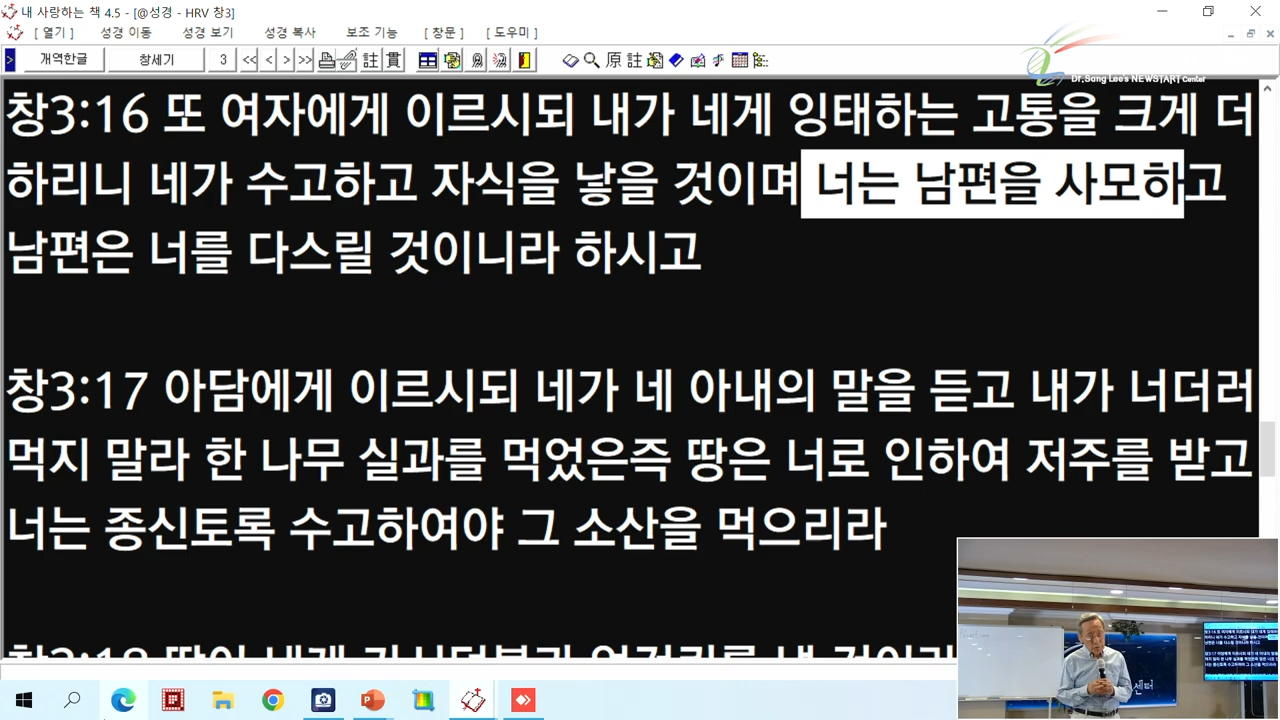 내 사랑하는 책 4.5 - [@성경 - HRV 창3]
[ 열기 ] 성경 이동 성경 보기 성경 복사 보조 기능 [ 창문 ] [ 도우미 ]
개역한글 창세기 3 << < > >> 註 貫 原 註
Dr.Sang Lee's NEWSTART Center
창3:16 또 여자에게 이르시되 내가 네게 잉태하는 고통을 크게 더
하리니 네가 수고하고 자식을 낳을 것이며 너는 남편을 사모하고
남편은 너를 다스릴 것이니라 하시고
창3:17 아담에게 이르시되 네가 네 아내의 말을 듣고 내가 너더러
먹지 말라 한 나무 실과를 먹었은즉 땅은 너로 인하여 저주를 받고
너는 종신토록 수고하여야 그 소산을 먹으리라
센터